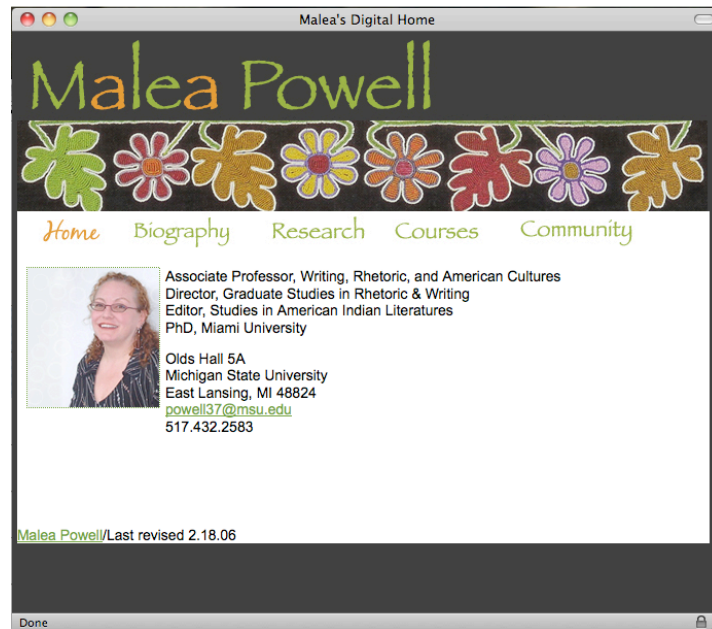 Malea's Digital Home
Malea Powell
Home Biography Research Courses Community
Associate Professor, Writing, Rhetoric, and American Cultures
Director, Graduate Studies in Rhetoric & Writing
Editor, Studies in American Indian Literatures
PhD, Miami University
Olds Hall 5A
Michigan State University
East Lansing, MI 48824
powell37@msu.edu
517.432.2583
Malea Powell/Last revised 2.18.06
Done